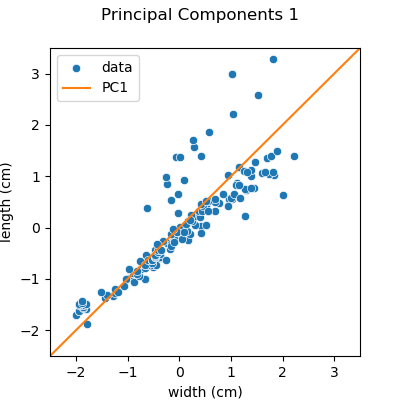 Principal Components 1
data
PC1
length (cm)
3
2
1
0
−1
−2
−2
−1
0
1
2
3
width (cm)